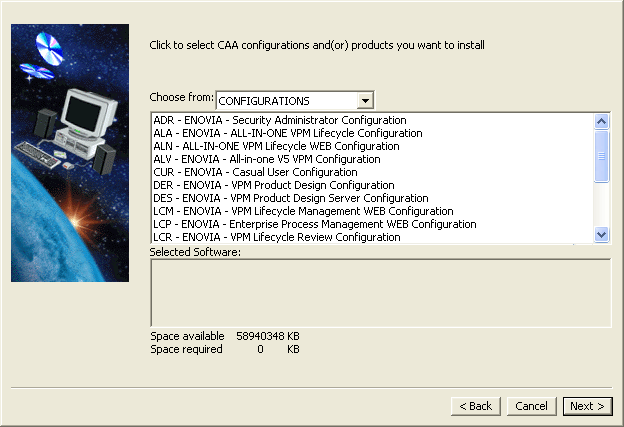 Click to select CAA configurations and(or) products you want to install
Choose from: CONFIGURATIONS
ADR - ENOVIA - Security Administrator Configuration
ALA - ENOVIA - ALL-IN-ONE VPM Lifecycle Configuration
ALN - ALL-IN-ONE VPM Lifecycle WEB Configuration
ALV - ENOVIA - All-in-one V5 VPM Configuration
CUR - ENOVIA - Casual User Configuration
DER - ENOVIA - VPM Product Design Configuration
DES - ENOVIA - VPM Product Design Server Configuration
LCM - ENOVIA - VPM Lifecycle Management WEB Configuration
LCP - ENOVIA - Enterprise Process Management WEB Configuration
LCR - ENOVIA - VPM Lifecycle Review Configuration
Selected Software:
Space available 58940348 KB
Space required 0 KB
< Back Cancel Next >